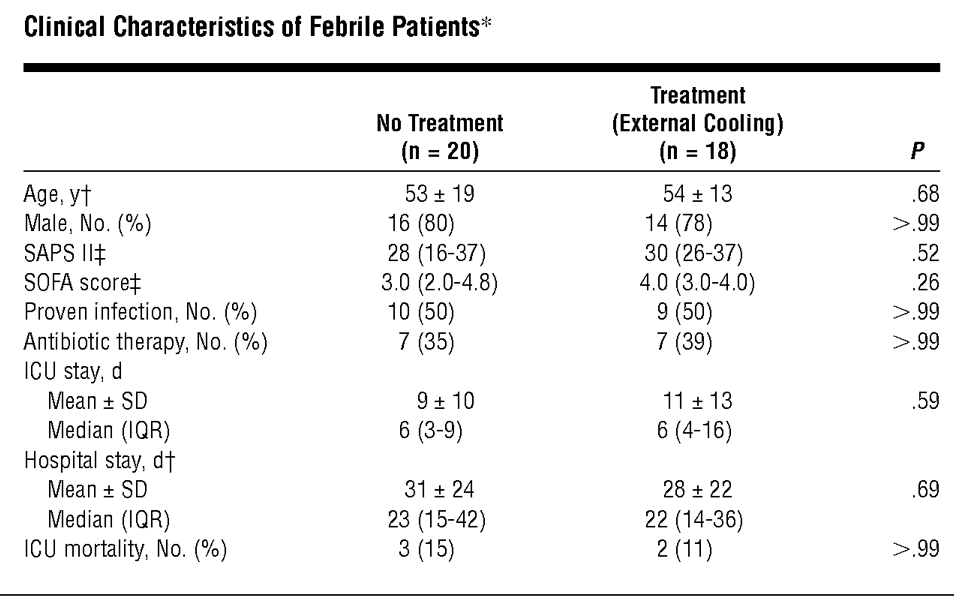 Clinical Characteristics of Febrile Patients*
Treatment
No Treatment (External Cooling)
(n = 20) (n = 18) P
Age, y† 53 ± 19 54 ± 13 .68
Male, No. (%) 16 (80) 14 (78) >.99
SAPS II‡ 28 (16-37) 30 (26-37) .52
SOFA score‡ 3.0 (2.0-4.8) 4.0 (3.0-4.0) .26
Proven infection, No. (%) 10 (50) 9 (50) >.99
Antibiotic therapy, No. (%) 7 (35) 7 (39) >.99
ICU stay, d
Mean ± SD 9 ± 10 11 ± 13 .59
Median (IQR) 6 (3-9) 6 (4-16)
Hospital stay, d†
Mean ± SD 31 ± 24 28 ± 22 .69
Median (IQR) 23 (15-42) 22 (14-36)
ICU mortality, No. (%) 3 (15) 2 (11) >.99